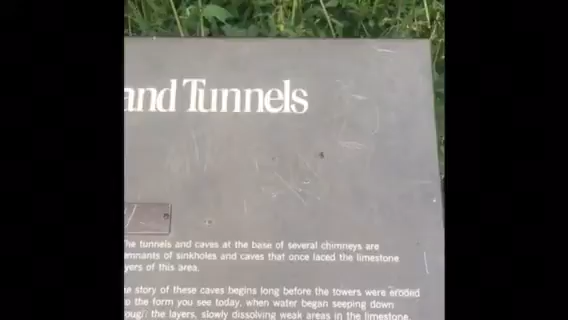 and Tunnels
The tunnels and caves at the base of several chimneys are
remnants of sinkholes and caves that once laced the limestone
layers of this area.
The story of these caves begins long before the towers were eroded
to the form you see today, when water began seeping down
through the layers, slowly dissolving weak areas in the limestone.